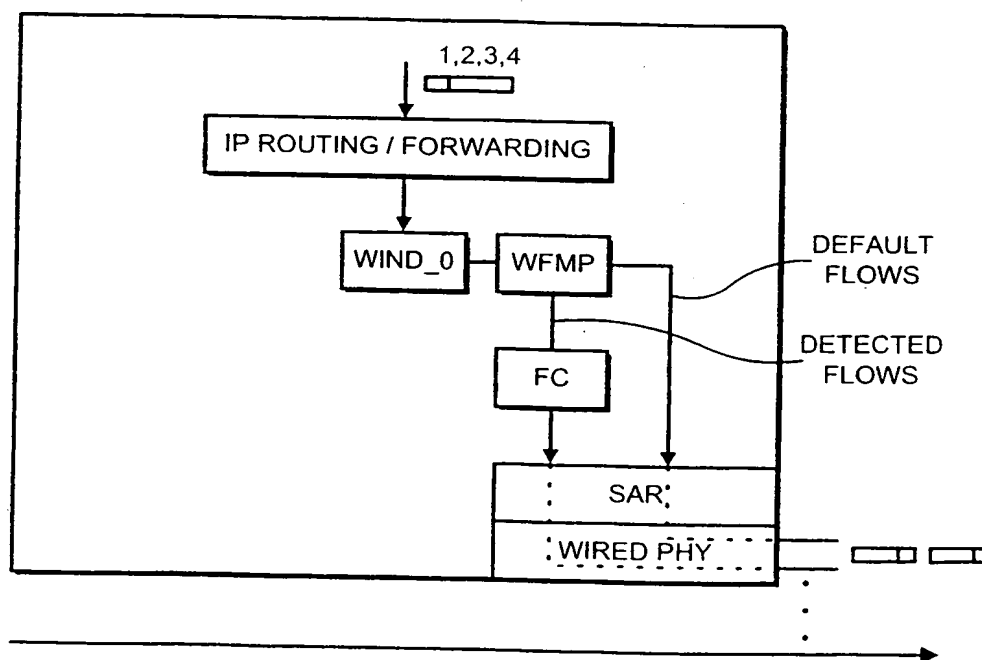 1,2,3,4
IP ROUTING / FORWARDING
WIND_0
WFMP
DEFAULT
FLOWS
DETECTED
FLOWS
FC
SAR
WIRED PHY